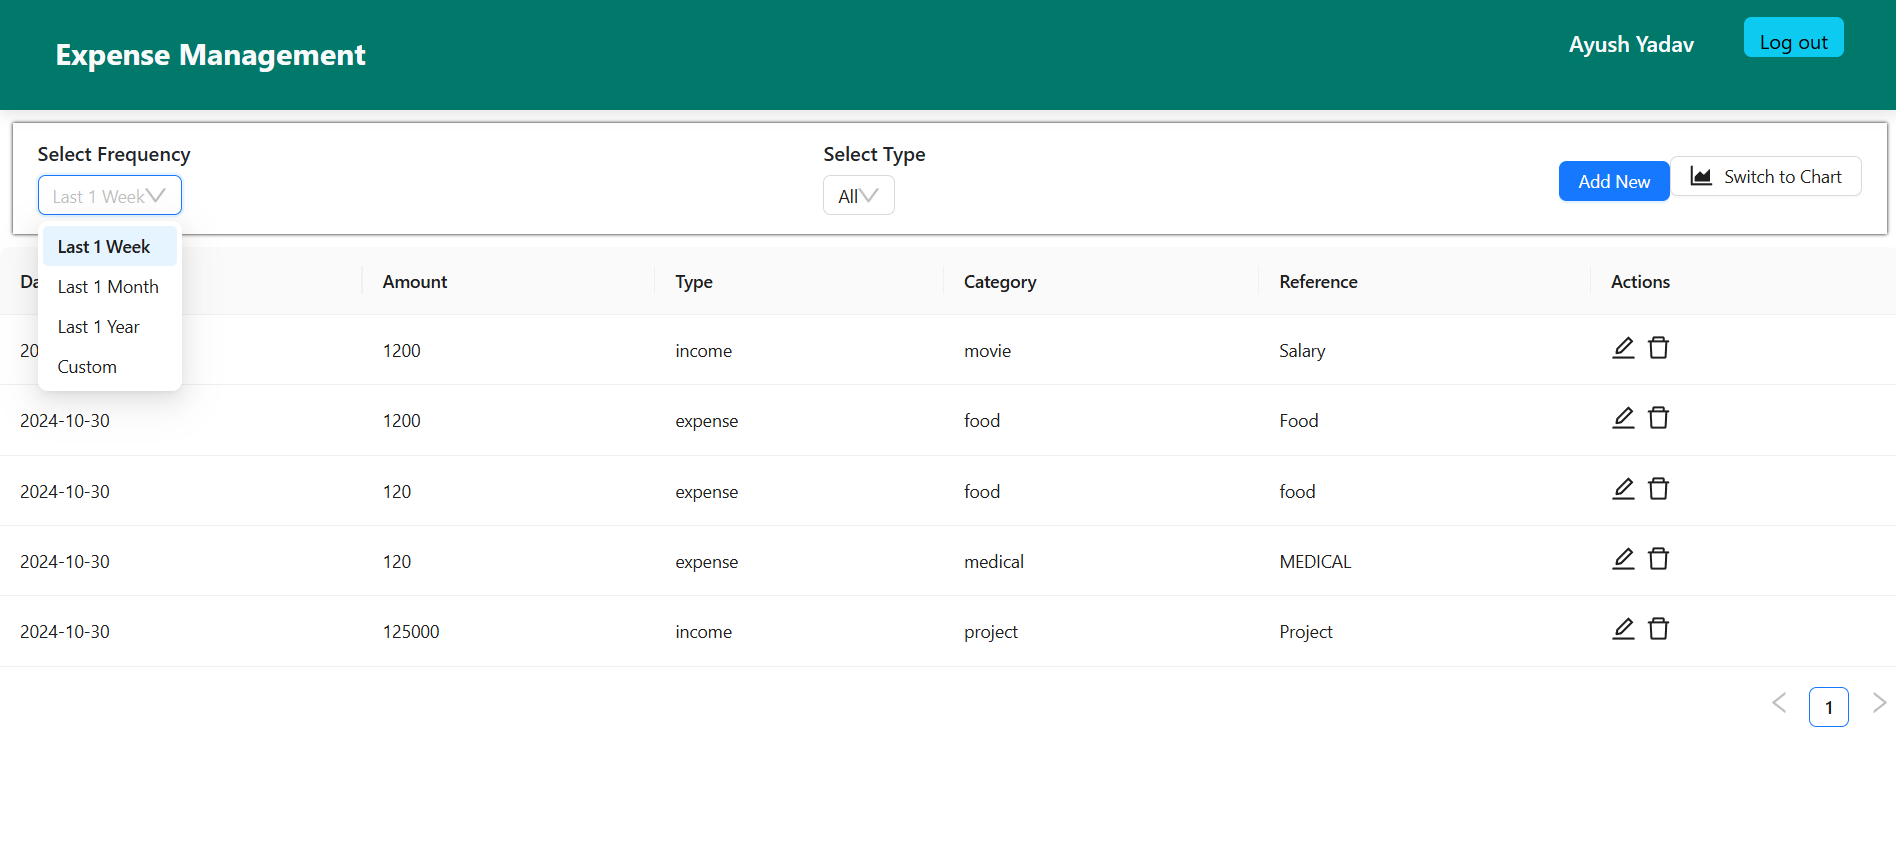 Expense Management
Ayush Yadav
Log out
Select Frequency
Select Type
Last 1 Week
All
Add New
Switch to Chart
Last 1 Week
Last 1 Month
Last 1 Year
Custom
Amount Type Category Reference Actions
1200 income movie Salary
2024-10-30 1200 expense food Food
2024-10-30 120 expense food food
2024-10-30 120 expense medical MEDICAL
2024-10-30 125000 income project Project
1